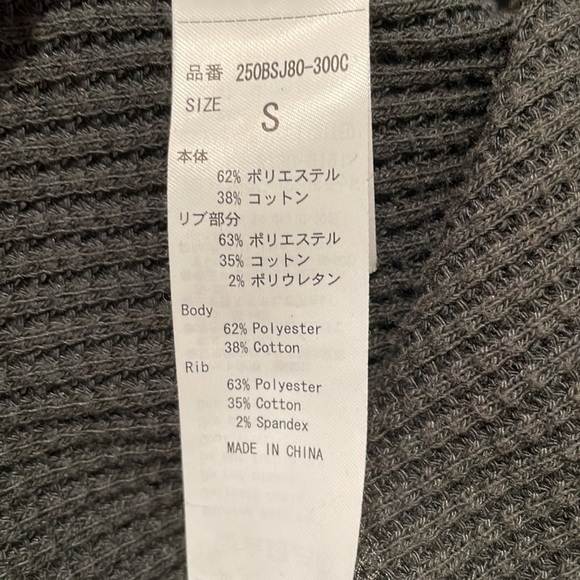 品番 250BSJ80-300C
SIZE S
本体
62% ポリエステル
38% コットン
リブ部分
63% ポリエステル
35% コットン
2% ポリウレタン
Body
62% Polyester
38% Cotton
Rib
63% Polyester
35% Cotton
2% Spandex
MADE IN CHINA